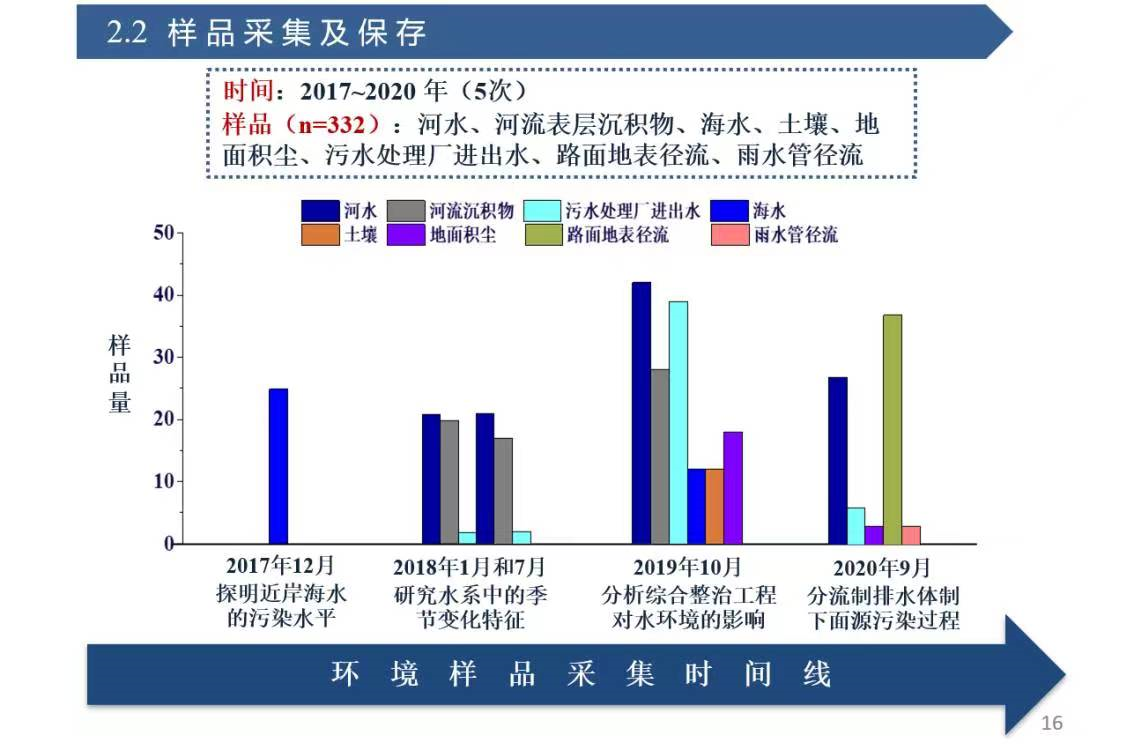 2.2 样品采集及保存
时间：2017~2020 年（5次）
样品（n=332）：河水、河流表层沉积物、海水、土壤、地
面积尘、污水处理厂进出水、路面地表径流、雨水管径流
河水 河流沉积物 污水处理厂进出水 海水
土壤 地面积尘 路面地表径流 雨水管径流
样品量
50
40
30
20
10
0
2017年12月
探明近岸海水
的污染水平
2018年1月和7月
研究水系中的季
节变化特征
2019年10月
分析综合整治工程
对水环境的影响
2020年9月
分流制排水体制
下面源污染过程
环境样品采集时间线
16